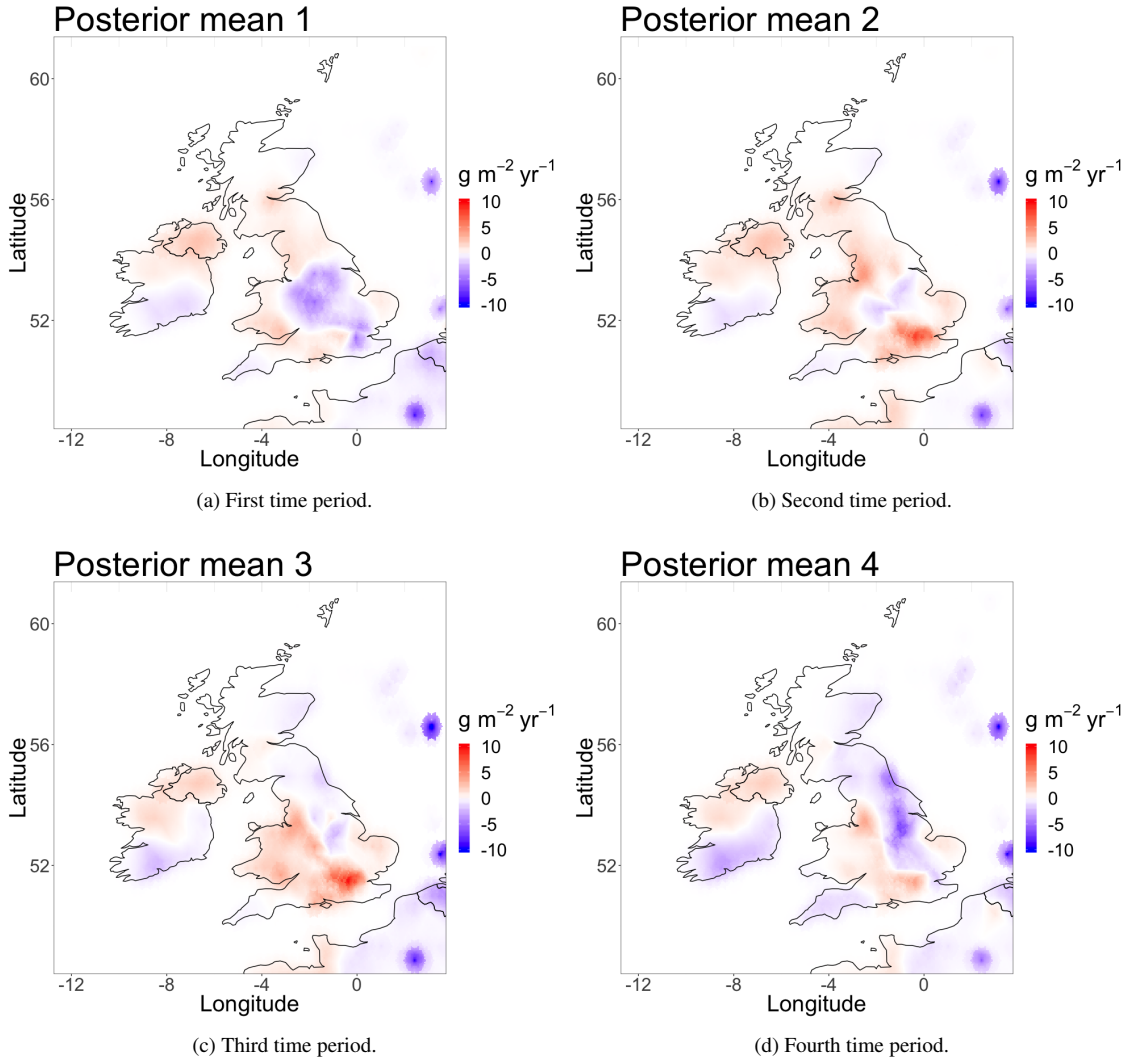 Posterior mean 1
Posterior mean 2
60
56
52
Latitude
-12
-8
-4
0
Longitude
g m−2 yr−1
10
5
0
-5
-10
60
56
52
Latitude
-12
-8
-4
0
Longitude
g m−2 yr−1
10
5
0
-5
-10
(a) First time period.
(b) Second time period.
Posterior mean 3
Posterior mean 4
60
56
52
Latitude
-12
-8
-4
0
Longitude
g m−2 yr−1
10
5
0
-5
-10
60
56
52
Latitude
-12
-8
-4
0
Longitude
g m−2 yr−1
10
5
0
-5
-10
(c) Third time period.
(d) Fourth time period.